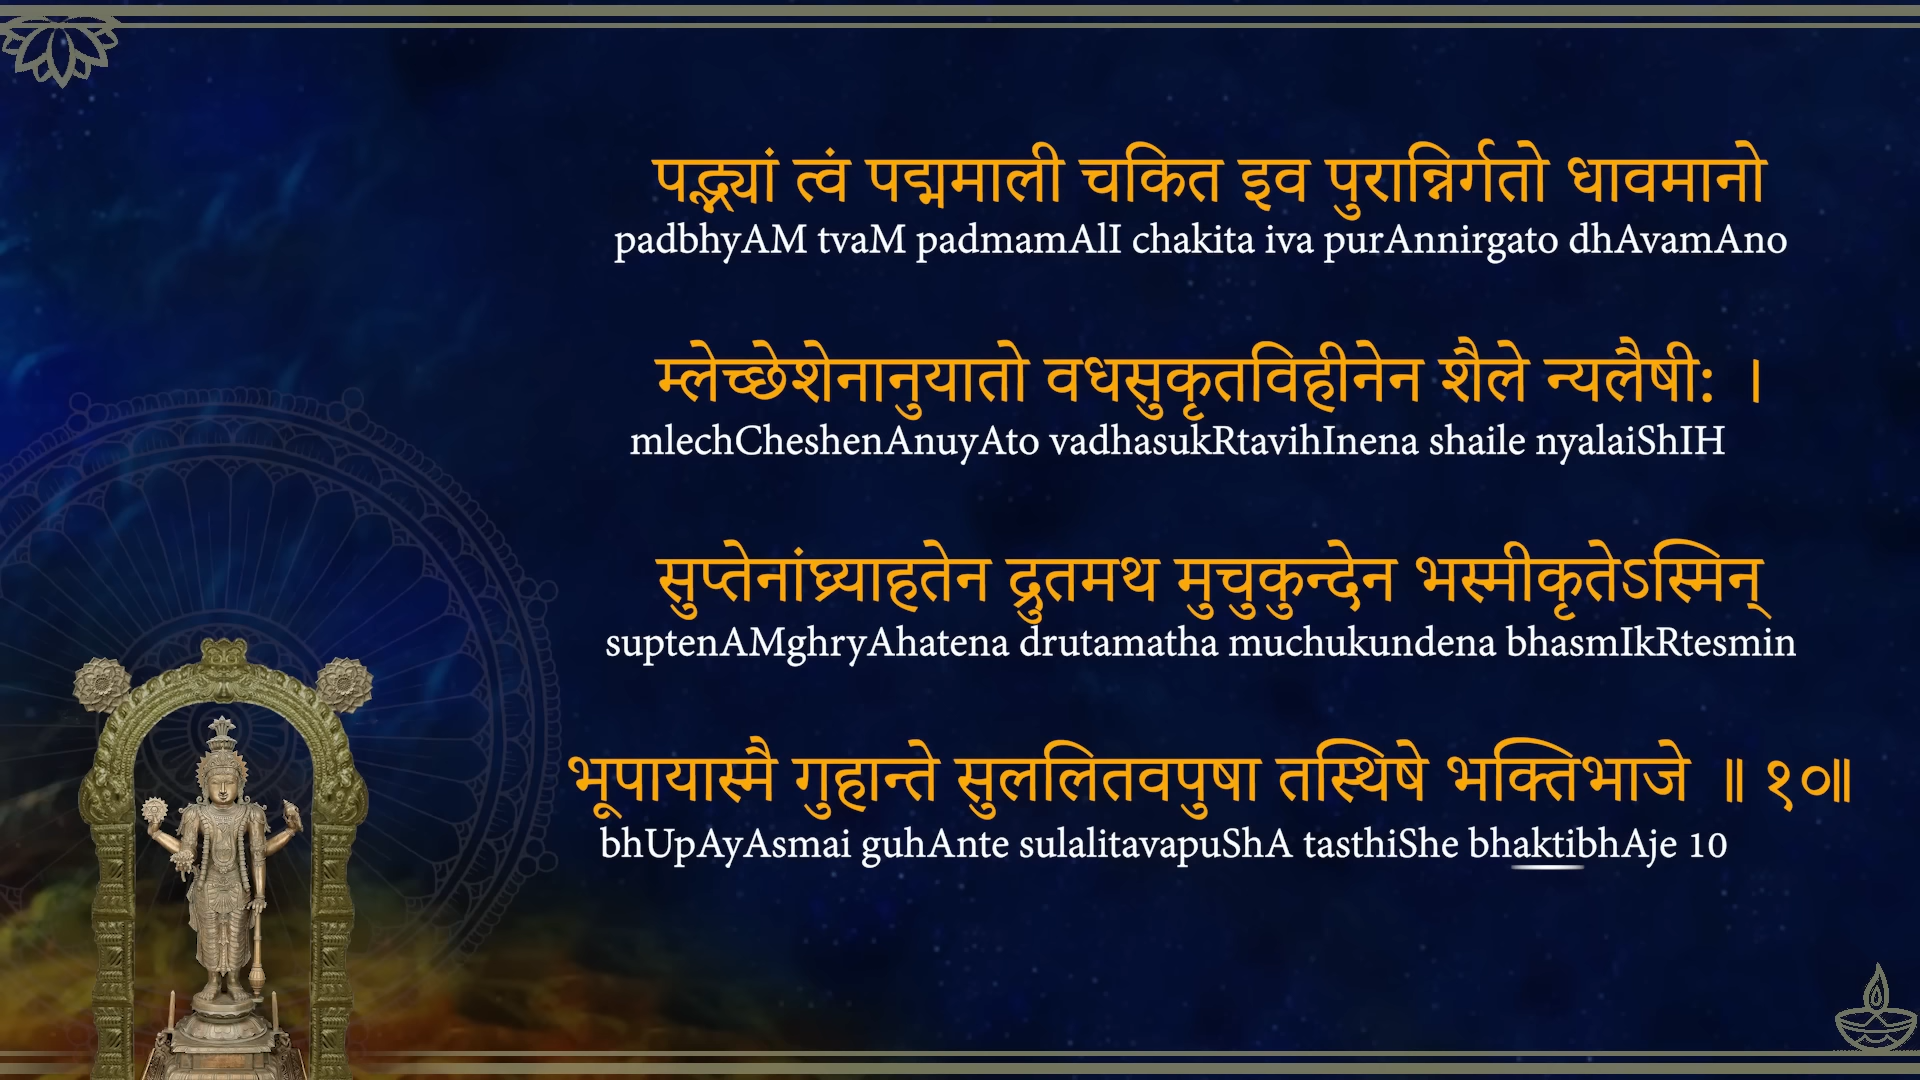 पद्भ्यां त्वं पद्ममाली चकित इव पुरान्निर्गतो धावमानो
padbhyAM tvaM padmamAlI chakita iva purAnnirgato dhAvamAno
म्लेच्छेशेनानुयातो वधसुकृतविहीनेन शैले न्यलैषीः ।
mlechCheshenAnuyAto vadhasukRtavihInena shaile nyalaiShIH
सुप्तेनांघ्र्याहतेन द्रुतमथ मुचुकुन्देन भस्मीकृतेऽस्मिन्
suptenAMghryAhatena drutamatha muchukundena bhasmIkRtesmin
भूपायास्मै गुहान्ते सुललितवपुषा तस्थिषे भक्तिभाजे ॥ १०॥
bhUpAyAsmai guhAnte sulalitavapuShA tasthiShe bhaktibhAje 10